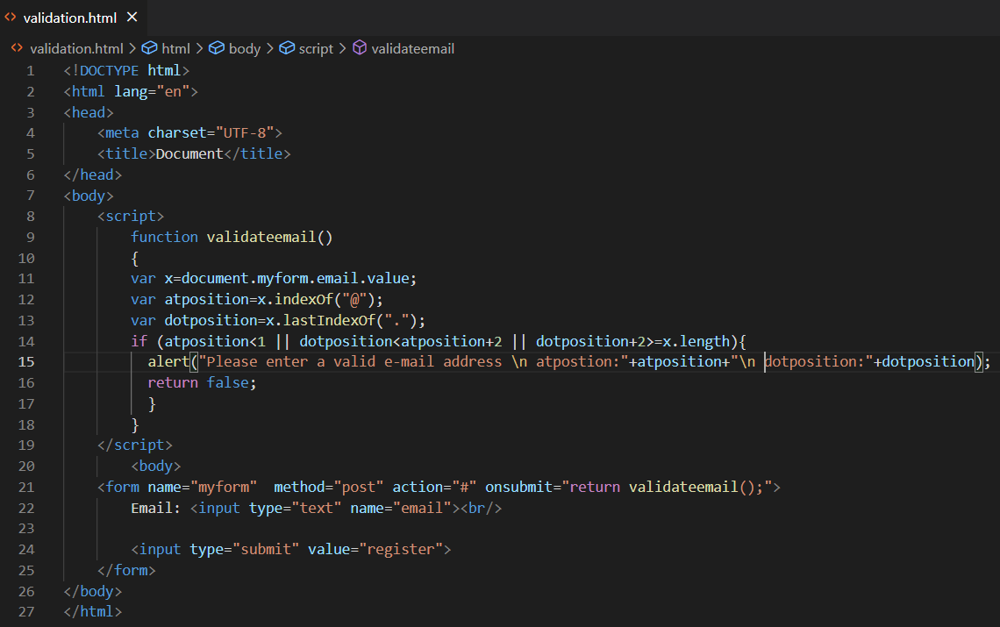 validation.html ×
validation.html > html > body > script > validateemail
1 <!DOCTYPE html>
2 <html lang="en">
3 <head>
4     <meta charset="UTF-8">
5     <title>Document</title>
6 </head>
7 <body>
8     <script>
9         function validateemail()
10         {
11         var x=document.myform.email.value;
12         var atposition=x.indexOf("@");
13         var dotposition=x.lastIndexOf(".");
14         if (atposition<1 || dotposition<atposition+2 || dotposition+2>=x.length){
15           alert("Please enter a valid e-mail address \n atpostion:"+atposition+"\n dotposition:"+dotposition);
16           return false;
17           }
18         }
19     </script>
20         <body>
21     <form name="myform"  method="post" action="#" onsubmit="return validateemail();">
22         Email: <input type="text" name="email"><br/>
23
24         <input type="submit" value="register">
25     </form>
26 </body>
27 </html>